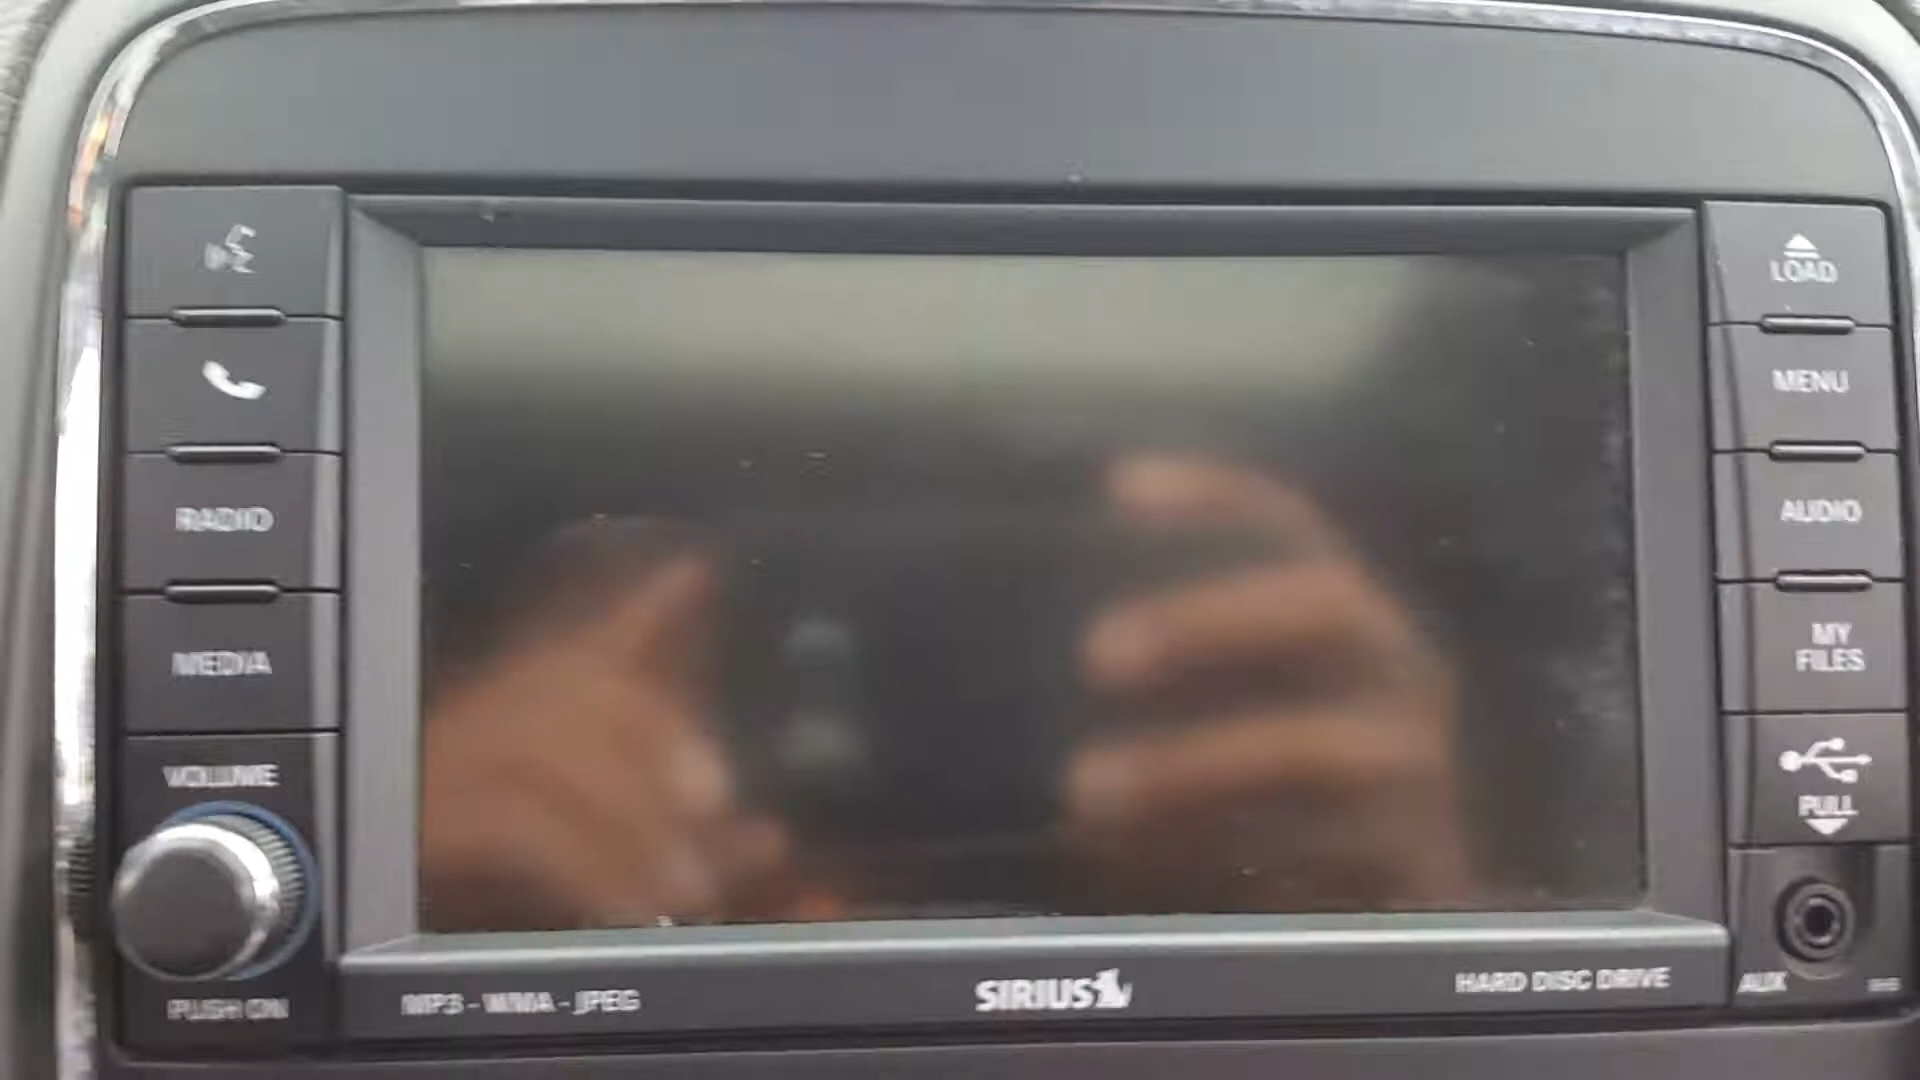 LOAD
MENU
RADIO
AUDIO
MEDIA
MY
FILES
VOLUME
PULL
PUSH ON
MP3 - WMA - JPEG
SIRIUS
HARD DISC DRIVE
AUX